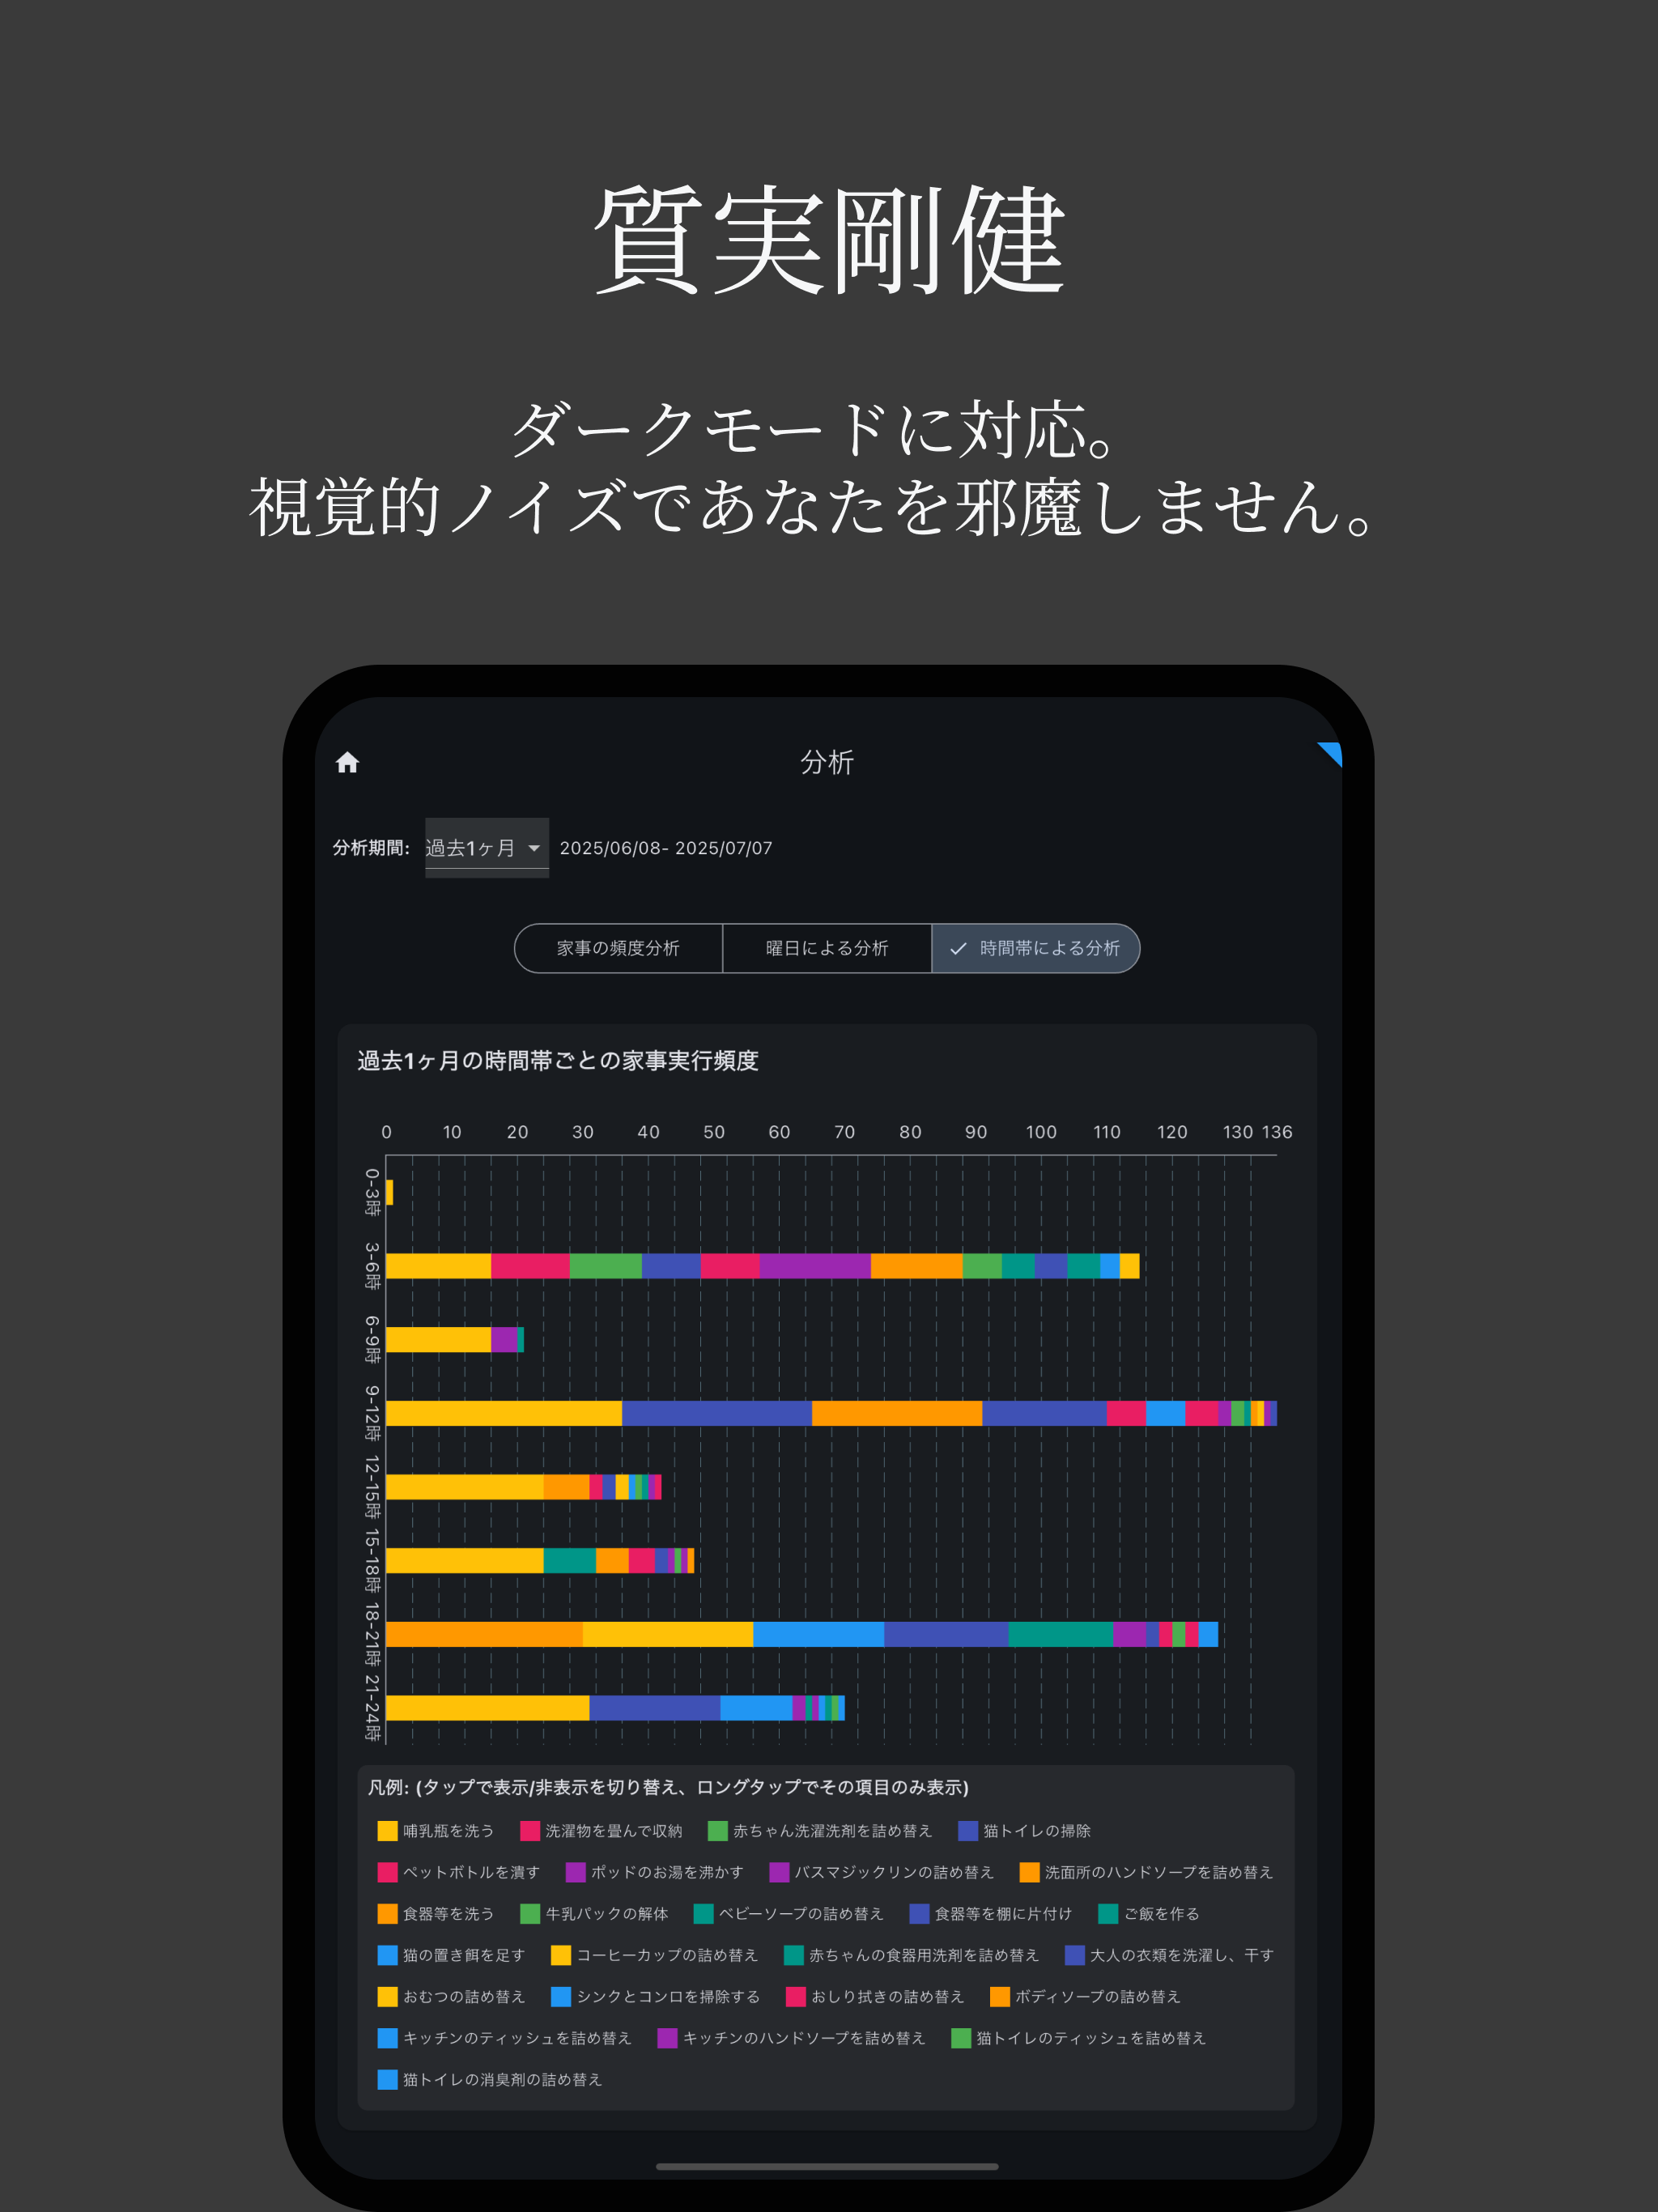 質実剛健
ダークモードに対応。
視覚的ノイズであなたを邪魔しません。
分析
分析期間: 過去1ヶ月 2025/06/08- 2025/07/07
家事の頻度分析 曜日による分析 時間帯による分析
過去1ヶ月の時間帯ごとの家事実行頻度
0 10 20 30 40 50 60 70 80 90 100 110 120 130 136
0-3時
3-6時
6-9時
9-12時
12-15時
15-18時
18-21時
21-24時
凡例: (タップで表示/非表示を切り替え、ロングタップでその項目のみ表示)
哺乳瓶を洗う 洗濯物を畳んで収納 赤ちゃん洗濯洗剤を詰め替え 猫トイレの掃除
ペットボトルを潰す ポッドのお湯を沸かす バスマジックリンの詰め替え 洗面所のハンドソープを詰め替え
食器等を洗う 牛乳パックの解体 ベビーソープの詰め替え 食器等を棚に片付け ご飯を作る
猫の置き餌を足す コーヒーカップの詰め替え 赤ちゃんの食器用洗剤を詰め替え 大人の衣類を洗濯し、干す
おむつの詰め替え シンクとコンロを掃除する おしり拭きの詰め替え ボディソープの詰め替え
キッチンのティッシュを詰め替え キッチンのハンドソープを詰め替え 猫トイレのティッシュを詰め替え
猫トイレの消臭剤の詰め替え